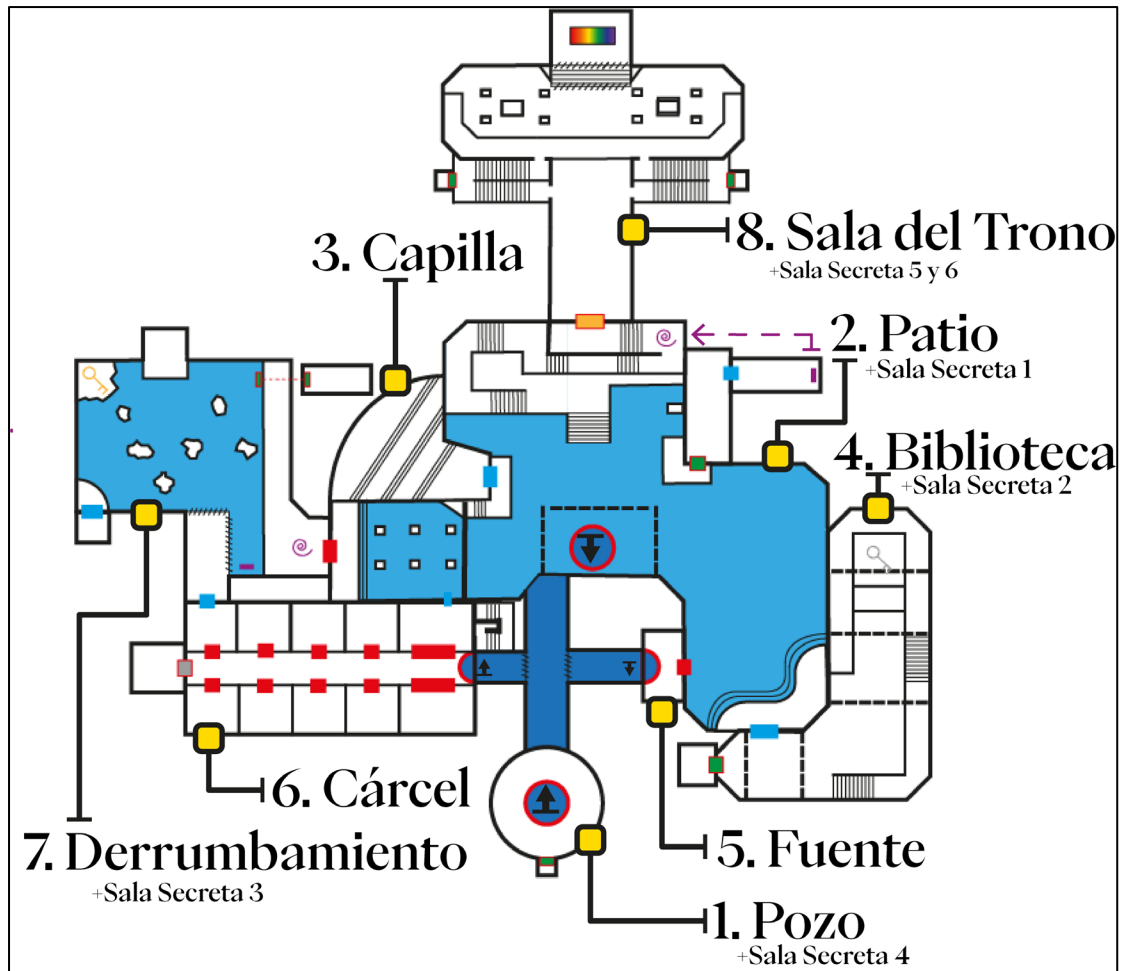 8. Sala del Trono
+Sala Secreta 5 y 6
3. Capilla
2. Patio
+Sala Secreta 1
4. Biblioteca
+Sala Secreta 2
6. Cárcel
7. Derrumbamiento
+Sala Secreta 3
5. Fuente
1. Pozo
+Sala Secreta 4